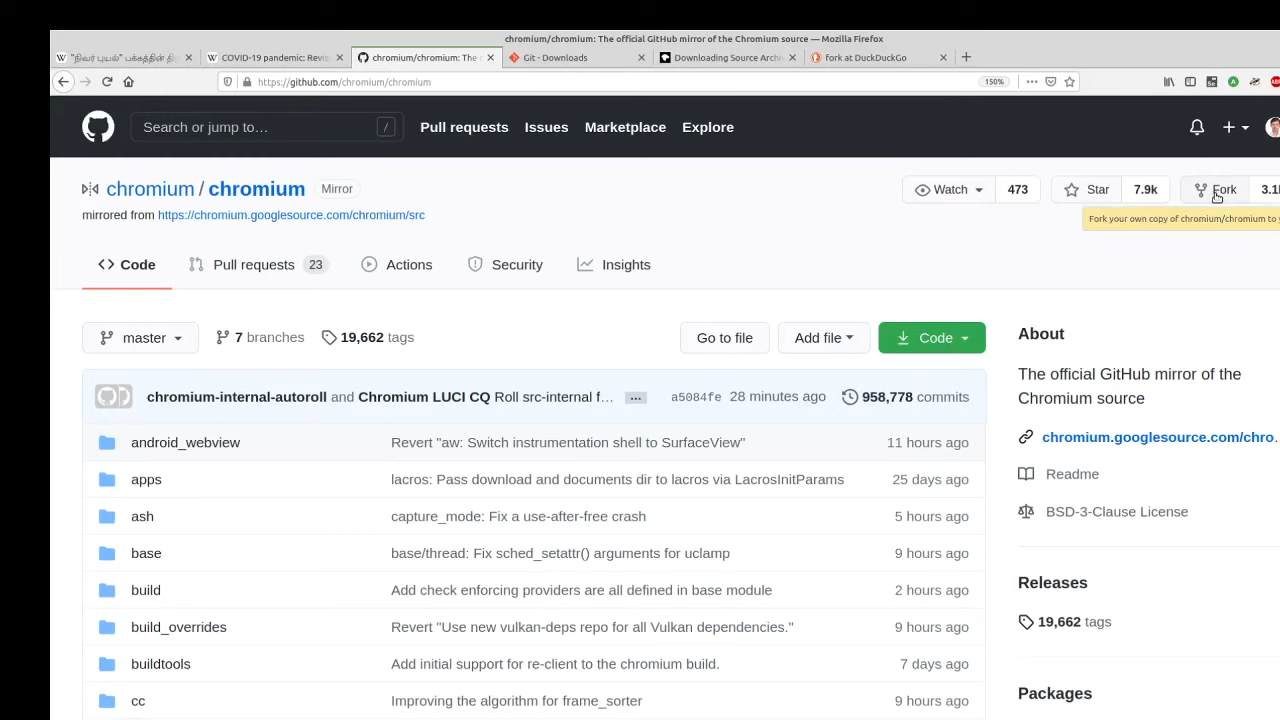 chromium/chromium: The official GitHub mirror of the Chromium source — Mozilla Firefox
"நிவர் புயல்" பக்கத்தின் தி
COVID-19 pandemic: Revis
chromium/chromium: The o
Git - Downloads
Downloading Source Archi
fork at DuckDuckGo
https://github.com/chromium/chromium
150%
Search or jump to…
/
Pull requests
Issues
Marketplace
Explore
chromium / chromium
Mirror
Watch
473
Star
7.9k
Fork
3.1
mirrored from https://chromium.googlesource.com/chromium/src
Fork your own copy of chromium/chromium to
Code
Pull requests 23
Actions
Security
Insights
master
7 branches
19,662 tags
Go to file
Add file
Code
chromium-internal-autoroll and Chromium LUCI CQ Roll src-internal f…
...
a5084fe 28 minutes ago
958,778 commits
android_webview
Revert "aw: Switch instrumentation shell to SurfaceView"
11 hours ago
apps
lacros: Pass download and documents dir to lacros via LacrosInitParams
25 days ago
ash
capture_mode: Fix a use-after-free crash
5 hours ago
base
base/thread: Fix sched_setattr() arguments for uclamp
9 hours ago
build
Add check enforcing providers are all defined in base module
2 hours ago
build_overrides
Revert "Use new vulkan-deps repo for all Vulkan dependencies."
9 hours ago
buildtools
Add initial support for re-client to the chromium build.
7 days ago
cc
Improving the algorithm for frame_sorter
9 hours ago
About
The official GitHub mirror of the
Chromium source
chromium.googlesource.com/chro…
Readme
BSD-3-Clause License
Releases
19,662 tags
Packages